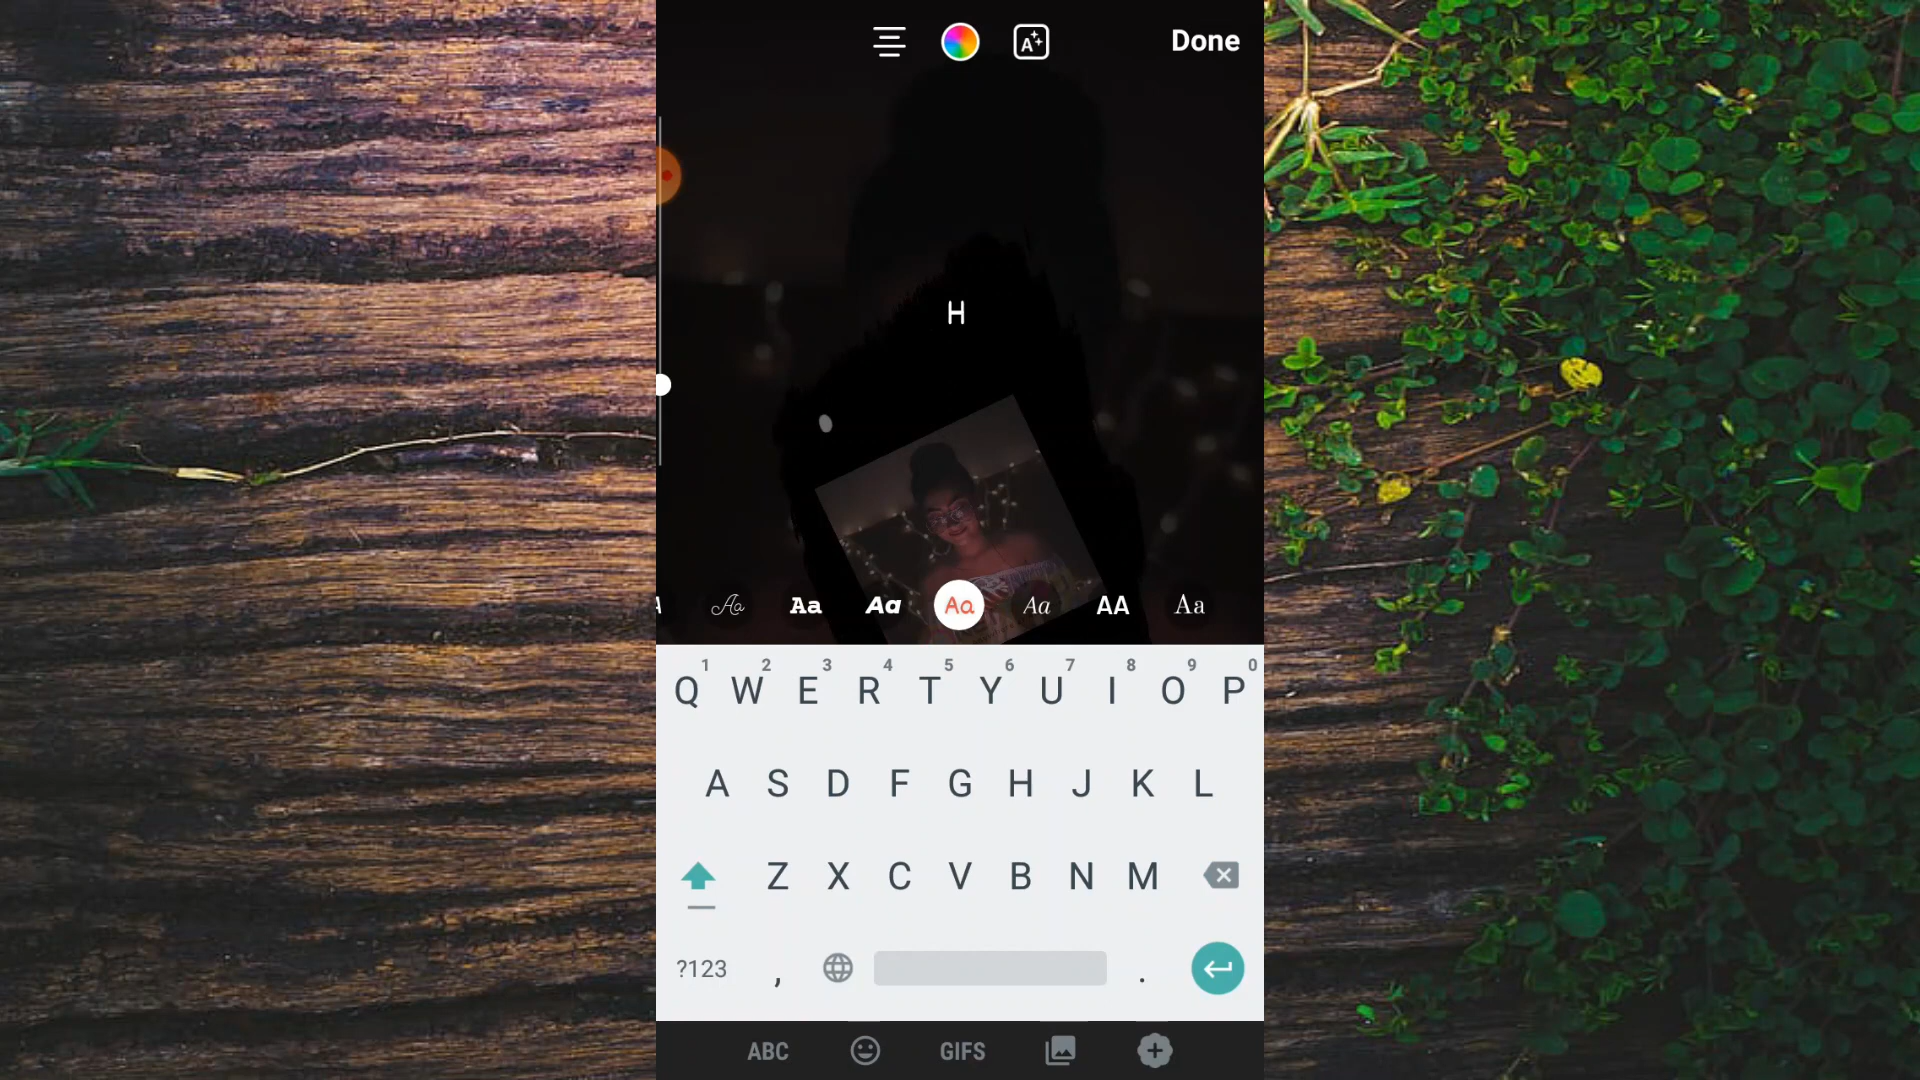 Done
H
A Aa Aa Aa Aa Aa AA Aa
1 2 3 4 5 6 7 8 9 0
Q W E R T Y U I O P
A S D F G H J K L
Z X C V B N M
?123 , .
ABC GIFS